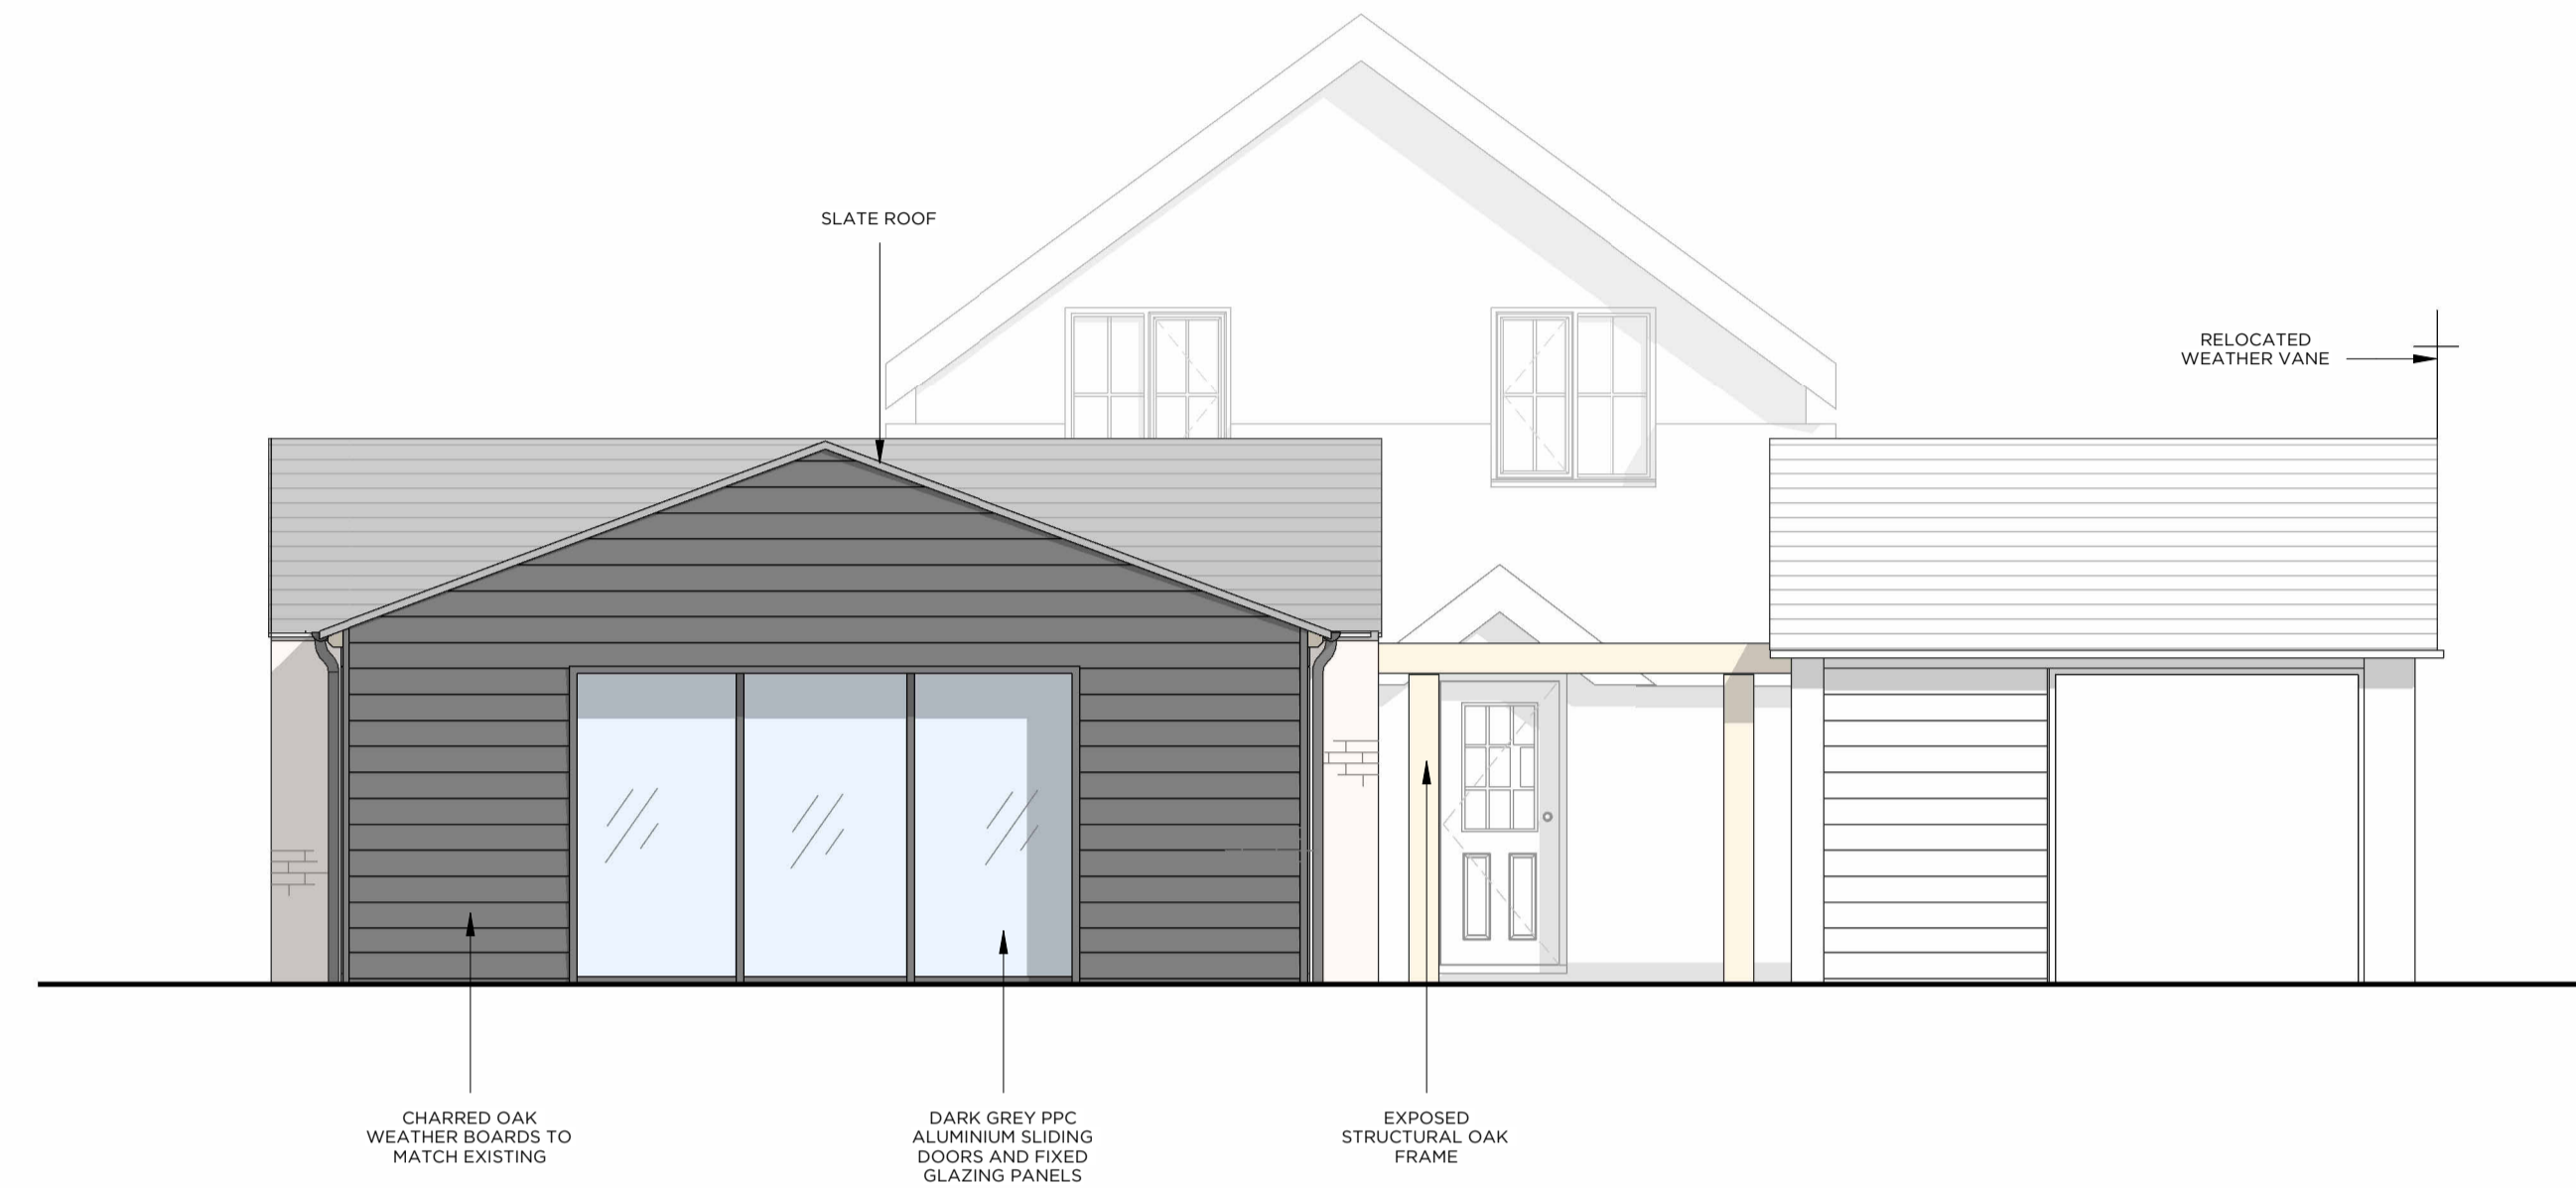 SLATE ROOF
RELOCATED
WEATHER VANE
CHARRED OAK
WEATHER BOARDS TO
MATCH EXISTING
DARK GREY PPC
ALUMINIUM SLIDING
DOORS AND FIXED
GLAZING PANELS
EXPOSED
STRUCTURAL OAK
FRAME